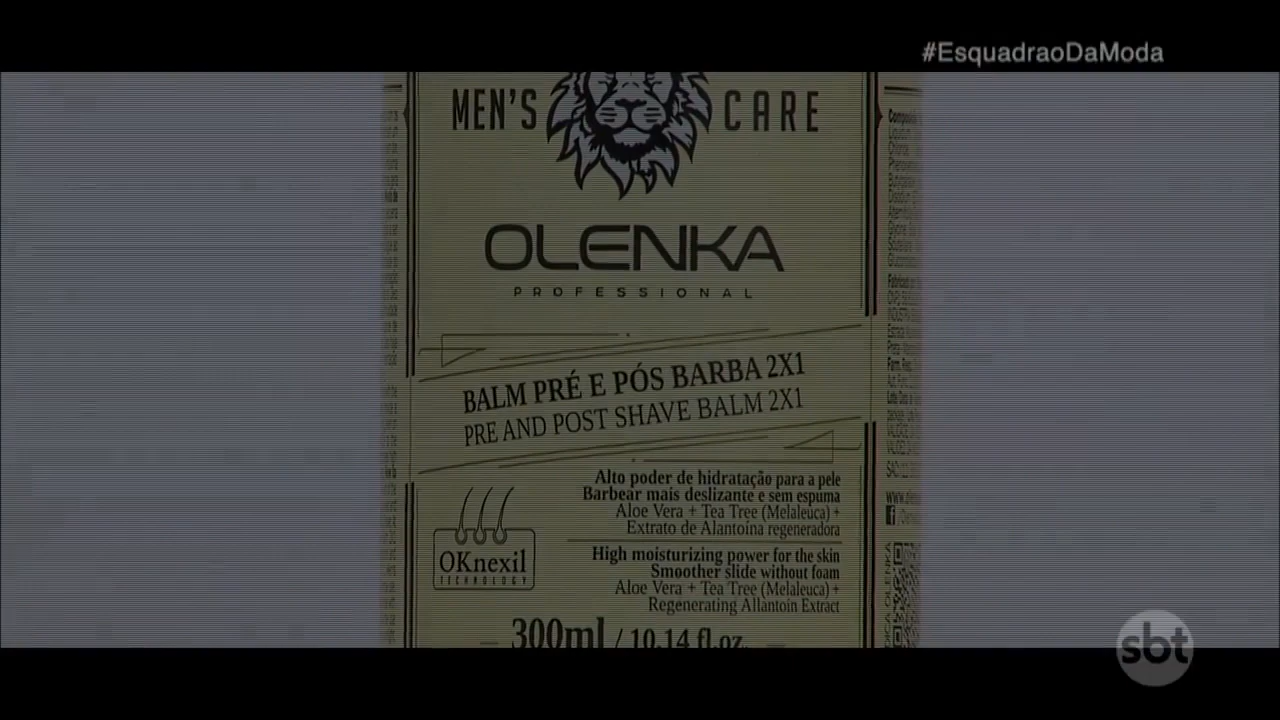 #EsquadraoDaModa
MEN'S CARE
OLENKA
PROFESSIONAL
BALM PRÉ E PÓS BARBA 2X1
PRE AND POST SHAVE BALM 2X1
Alto poder de hidratação para a pele
Barbear mais deslizante e sem espuma
Aloe Vera + Tea Tree (Melaleuca) +
Extrato de Alantoína regeneradora
OKnexil
TECHNOLOGY
High moisturizing power for the skin
Smoother slide without foam
Aloe Vera + Tea Tree (Melaleuca) +
Regenerating Allantoin Extract
300ml / 10.14 fl.oz.
sbt